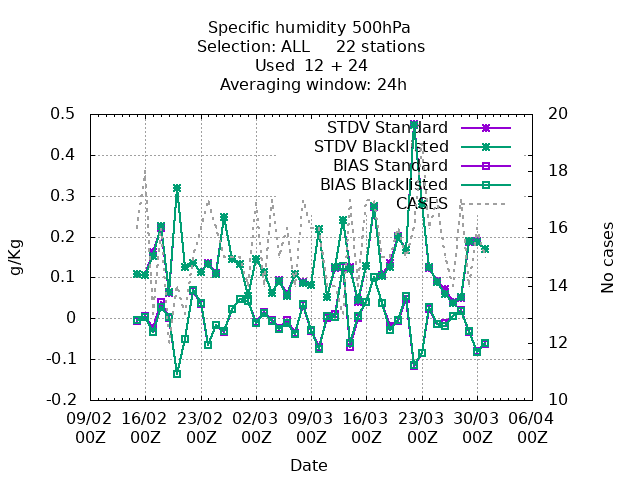 Specific humidity 500hPa
Selection: ALL 22 stations
Used 12 + 24
Averaging window: 24h
0.5 20
STDV Standard
STDV Blacklisted
0.4 18
BIAS Standard
BIAS Blacklisted
0.3
CASES
0.2 16
g/Kg No cases
0.1 14
0
-0.1 12
-0.2 10
09/02 16/02 23/02 02/03 09/03 16/03 23/03 30/03 06/04
00Z 00Z 00Z 00Z 00Z 00Z 00Z 00Z 00Z
Date